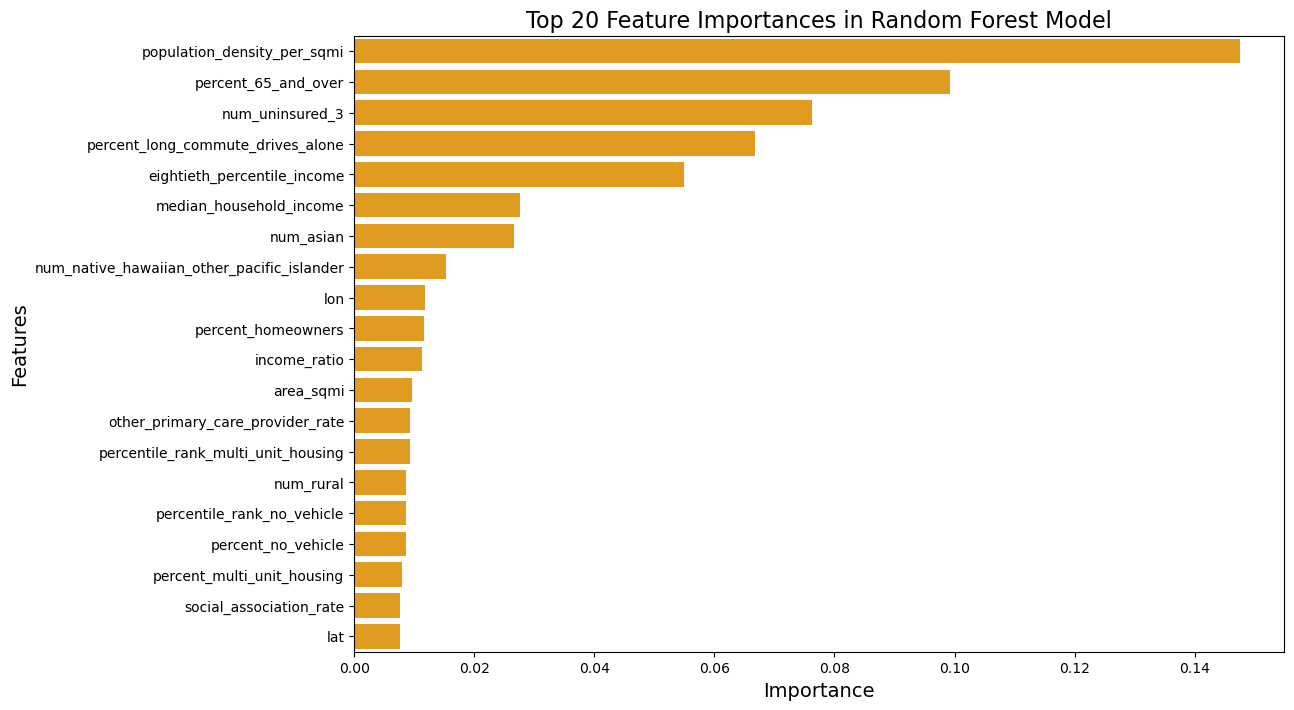 Top 20 Feature Importances in Random Forest Model
Features
population_density_per_sqmi
percent_65_and_over
num_uninsured_3
percent_long_commute_drives_alone
eightieth_percentile_income
median_household_income
num_asian
num_native_hawaiian_other_pacific_islander
lon
percent_homeowners
income_ratio
area_sqmi
other_primary_care_provider_rate
percentile_rank_multi_unit_housing
num_rural
percentile_rank_no_vehicle
percent_no_vehicle
percent_multi_unit_housing
social_association_rate
lat
0.00 0.02 0.04 0.06 0.08 0.10 0.12 0.14
Importance